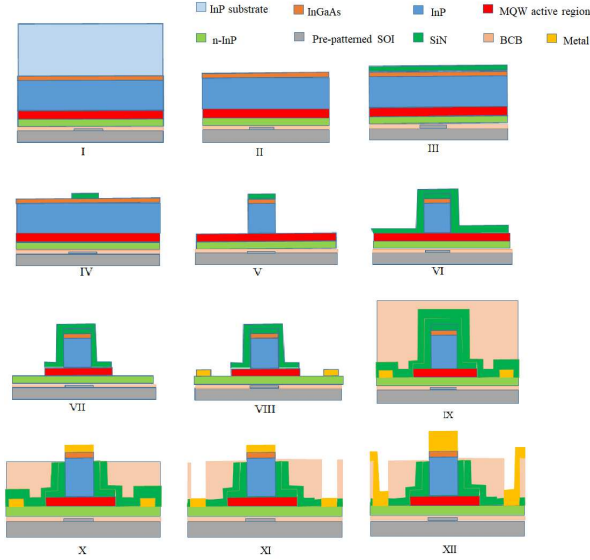 InP substrate InGaAs InP MQW active region
n-InP Pre-patterned SOI SiN BCB Metal
I II III
IV V VI
VII VIII IX
X XI XII